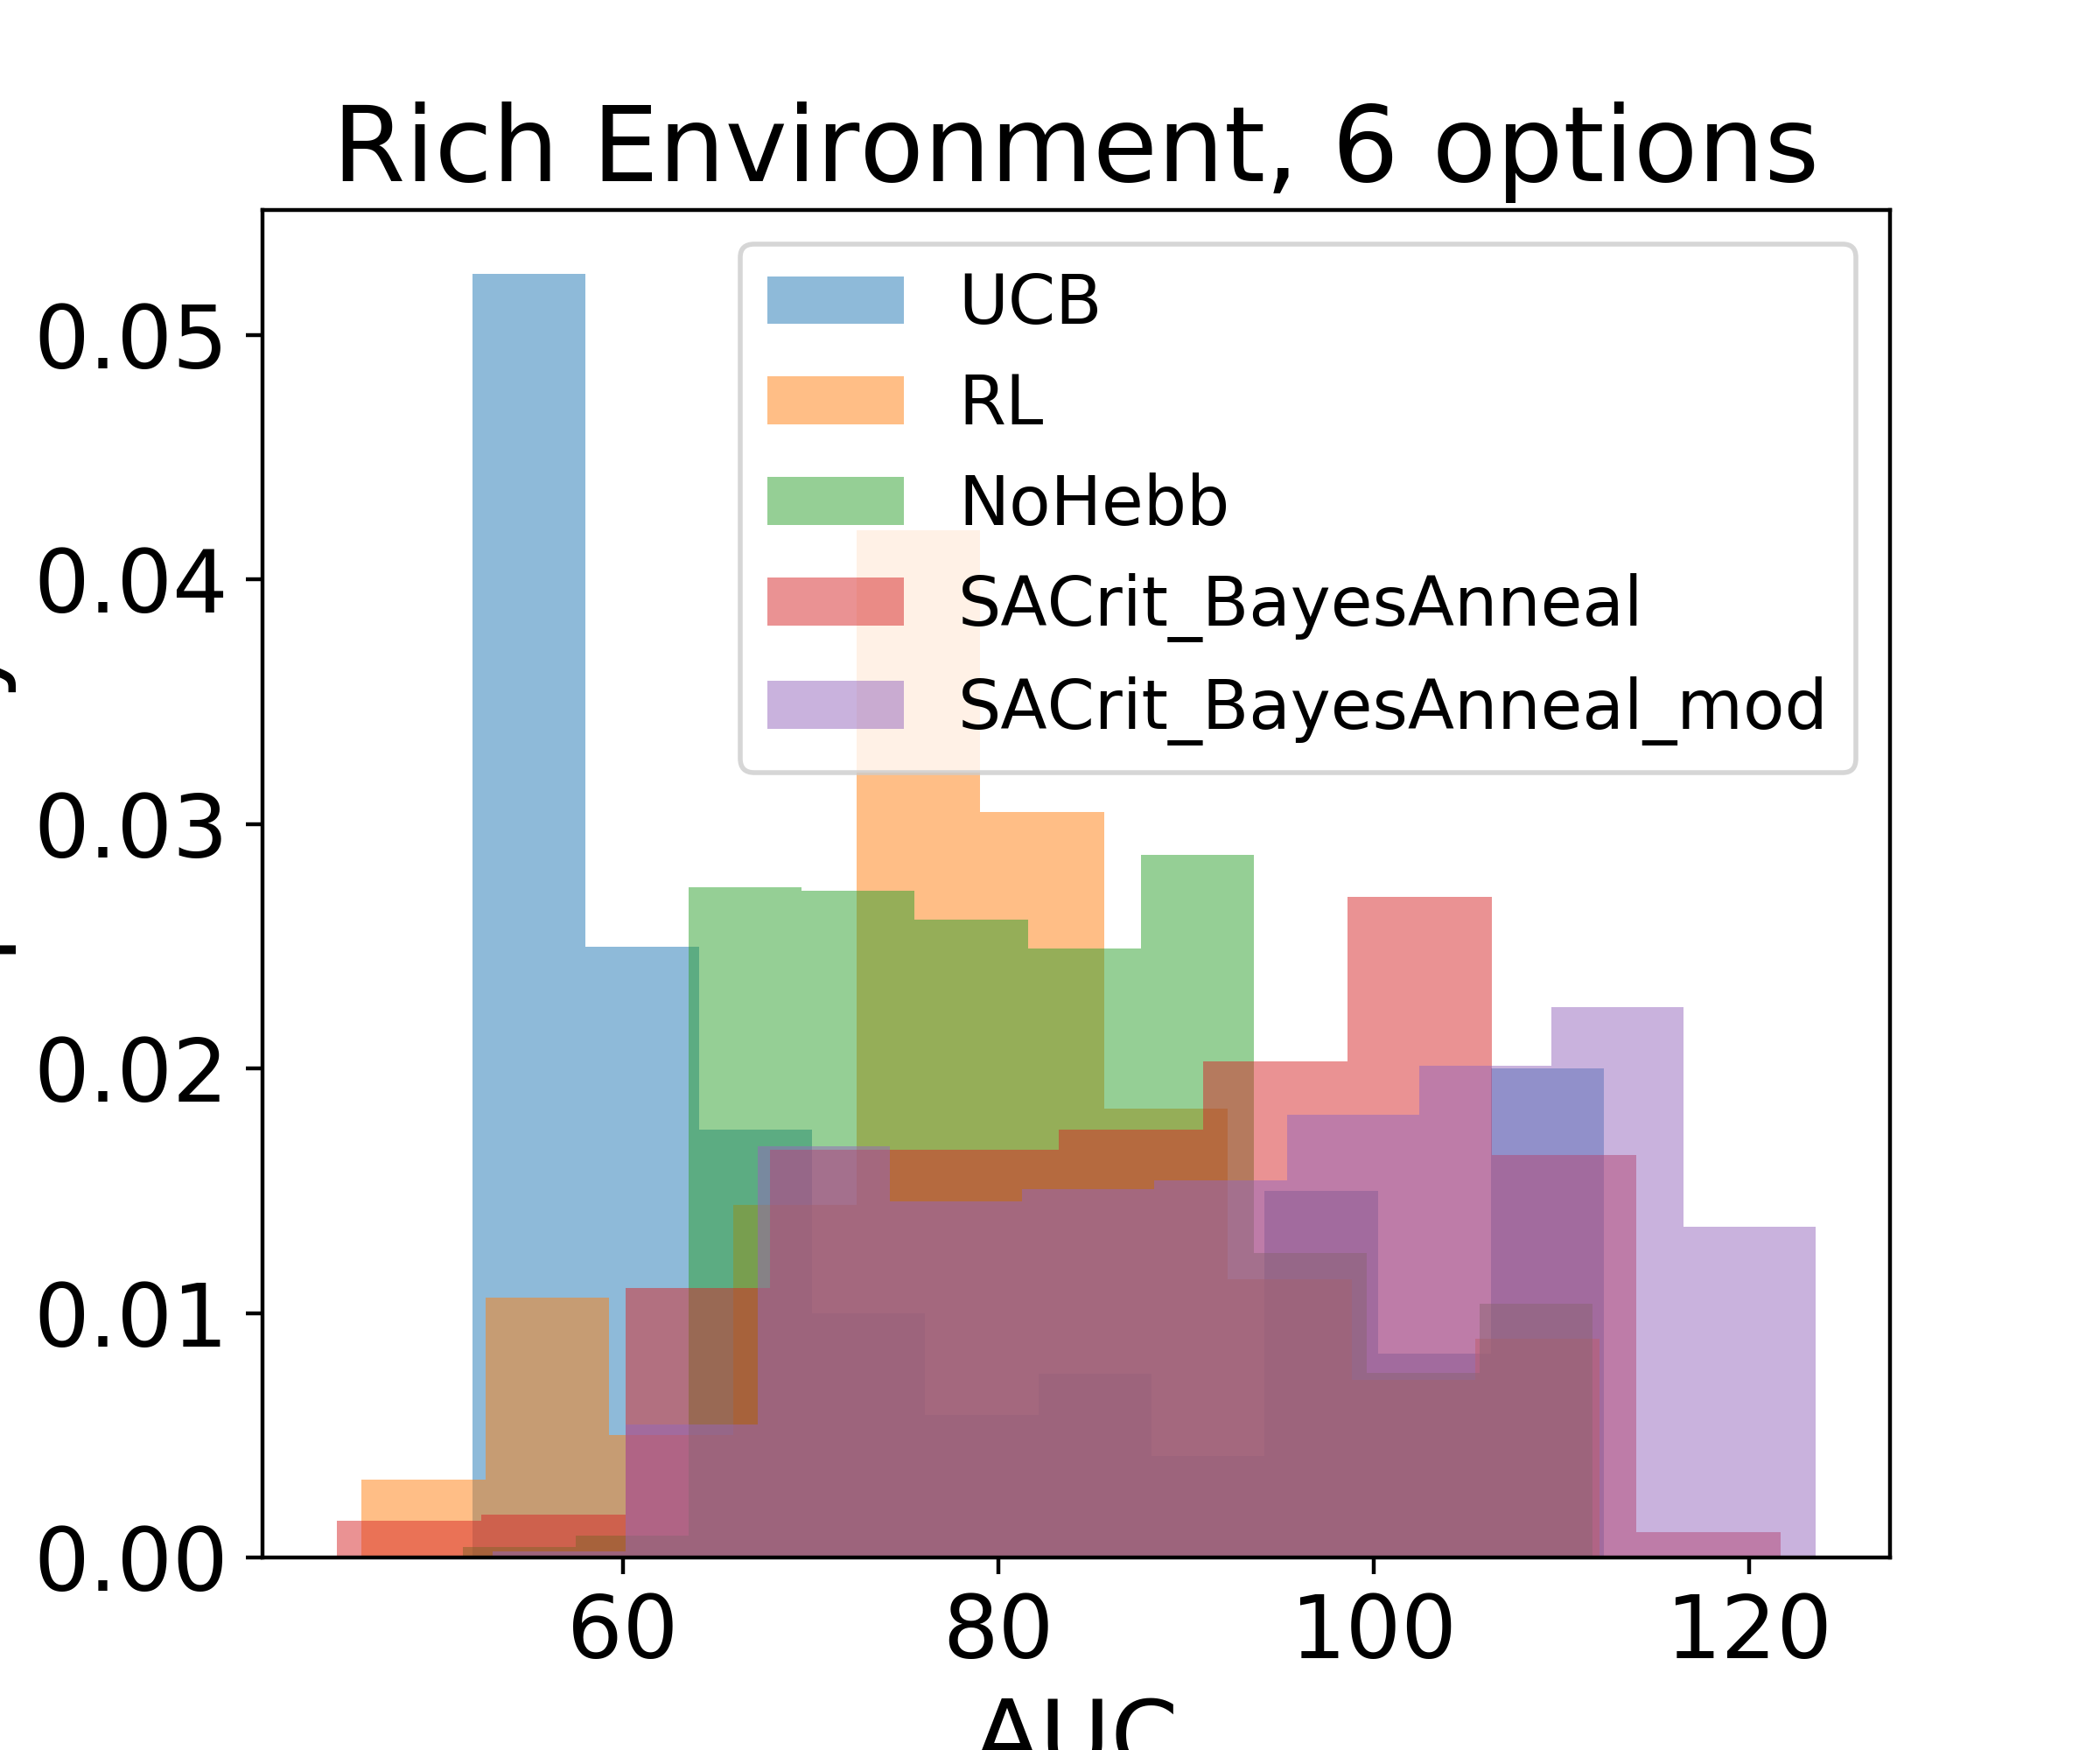 Rich Environment, 6 options
UCB
RL
NoHebb
SACrit_BayesAnneal
SACrit_BayesAnneal_mod
0.05
0.04
0.03
0.02
0.01
0.00
60 80 100 120
AUC